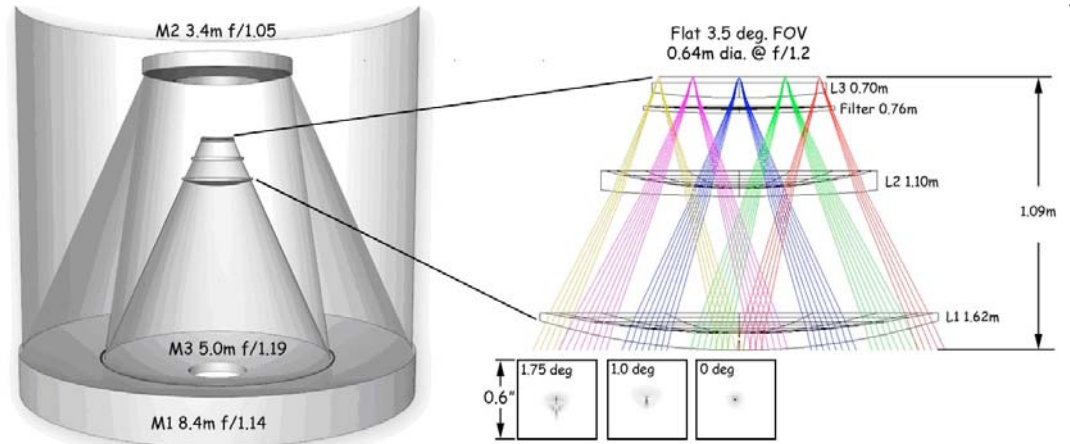 M2 3.4m f/1.05
M3 5.0m f/1.19
M1 8.4m f/1.14
Flat 3.5 deg. FOV
0.64m dia. @ f/1.2
L3 0.70m
Filter 0.76m
L2 1.10m
1.09m
L1 1.62m
0.6"
1.75 deg
1.0 deg
0 deg